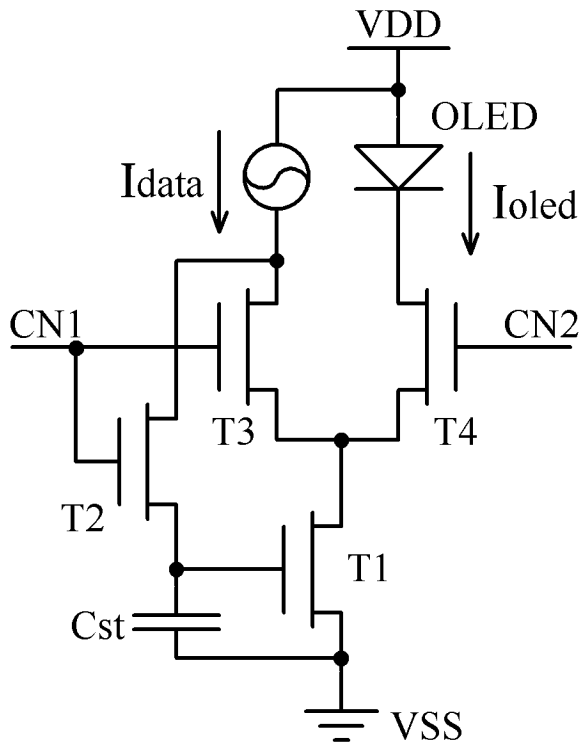 VDD
OLED
Idata
Ioled
CN1
CN2
T3
T4
T2
T1
Cst
VSS